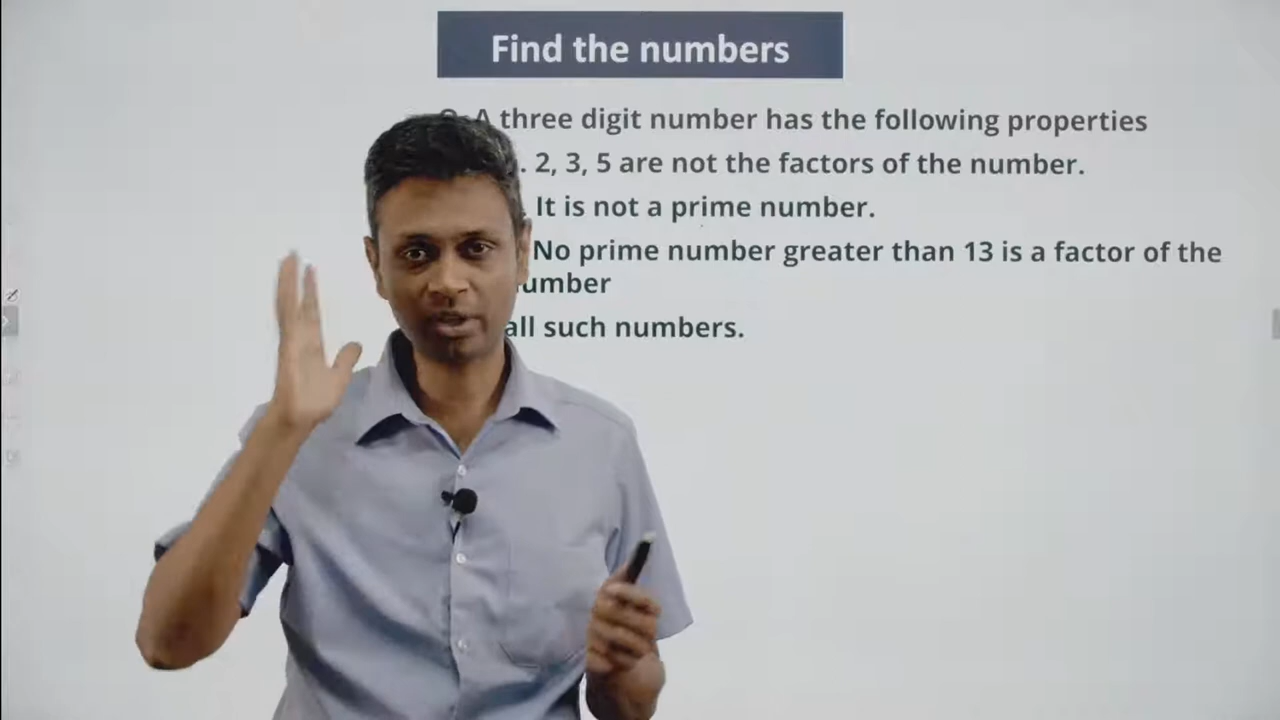 Find the numbers
A three digit number has the following properties
. 2, 3, 5 are not the factors of the number.
. It is not a prime number.
No prime number greater than 13 is a factor of the
umber
all such numbers.